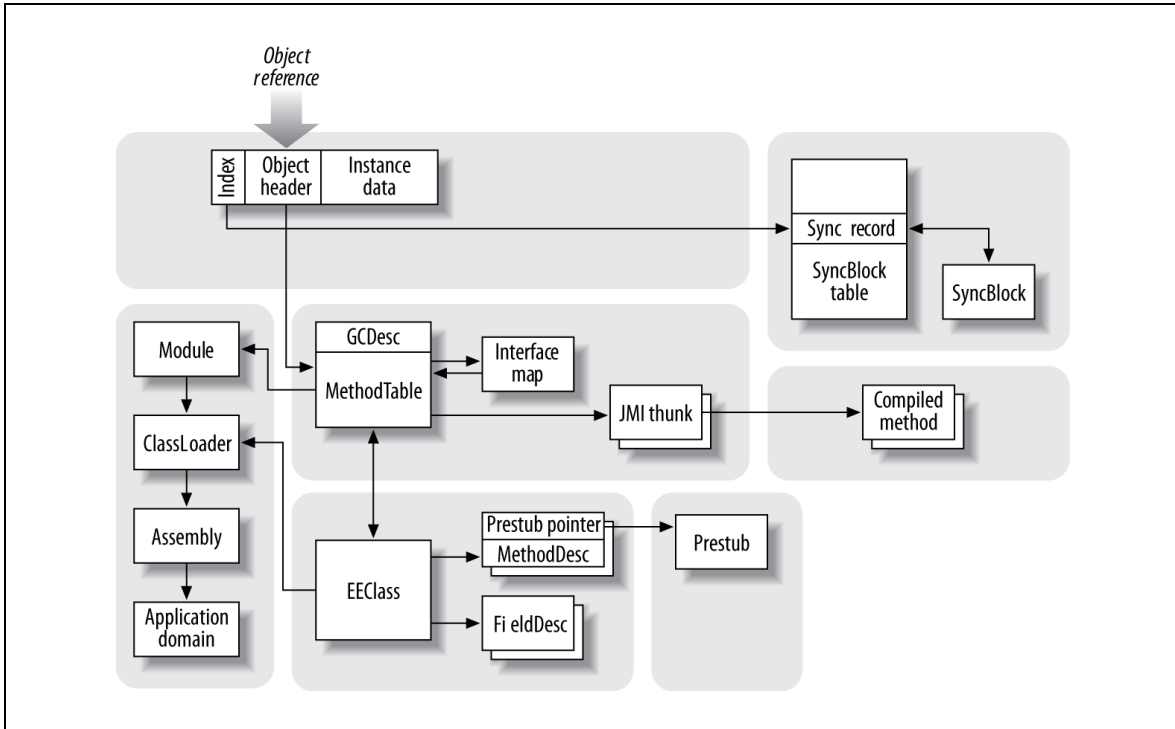 Object
reference
Index
Object
header
Instance
data
Sync record
SyncBlock
table
SyncBlock
Module
ClassLoader
Assembly
Application
domain
GCDesc
MethodTable
Interface
map
JMI thunk
Compiled
method
EEClass
Prestub pointer
MethodDesc
Fi eldDesc
Prestub